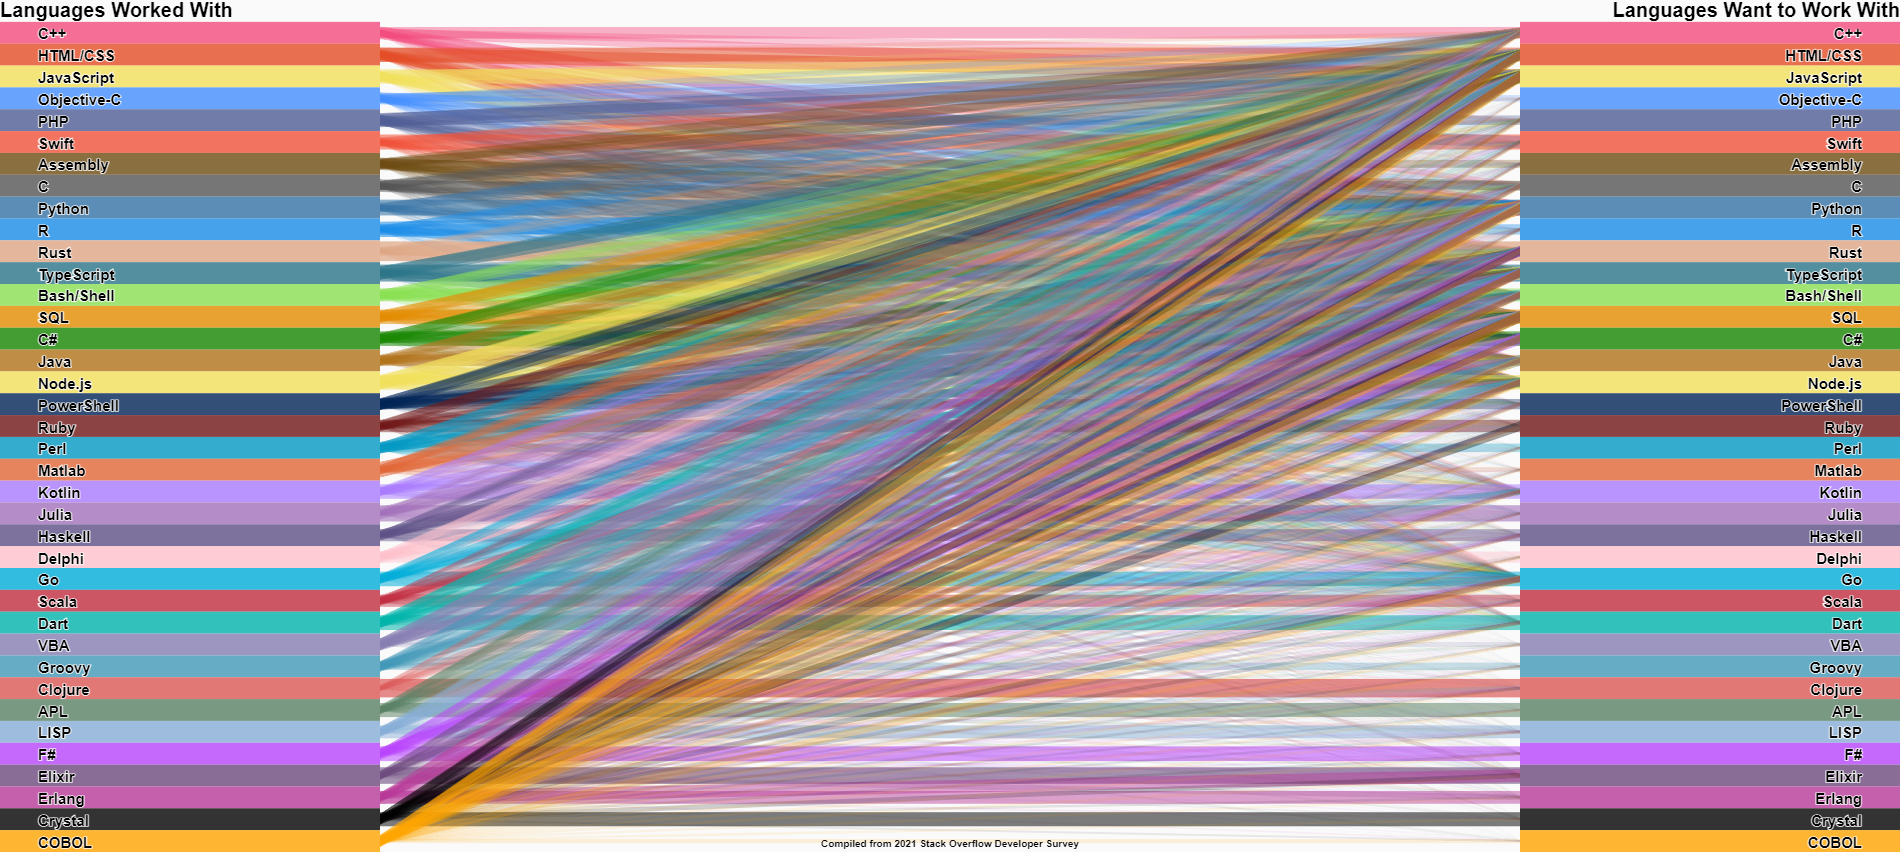 Languages Worked With
C++
HTML/CSS
JavaScript
Objective-C
PHP
Swift
Assembly
C
Python
R
Rust
TypeScript
Bash/Shell
SQL
C#
Java
Node.js
PowerShell
Ruby
Perl
Matlab
Kotlin
Julia
Haskell
Delphi
Go
Scala
Dart
VBA
Groovy
Clojure
APL
LISP
F#
Elixir
Erlang
Crystal
COBOL
Languages Want to Work With
C++
HTML/CSS
JavaScript
Objective-C
PHP
Swift
Assembly
C
Python
R
Rust
TypeScript
Bash/Shell
SQL
C#
Java
Node.js
PowerShell
Ruby
Perl
Matlab
Kotlin
Julia
Haskell
Delphi
Go
Scala
Dart
VBA
Groovy
Clojure
APL
LISP
F#
Elixir
Erlang
Crystal
COBOL
Compiled from 2021 Stack Overflow Developer Survey